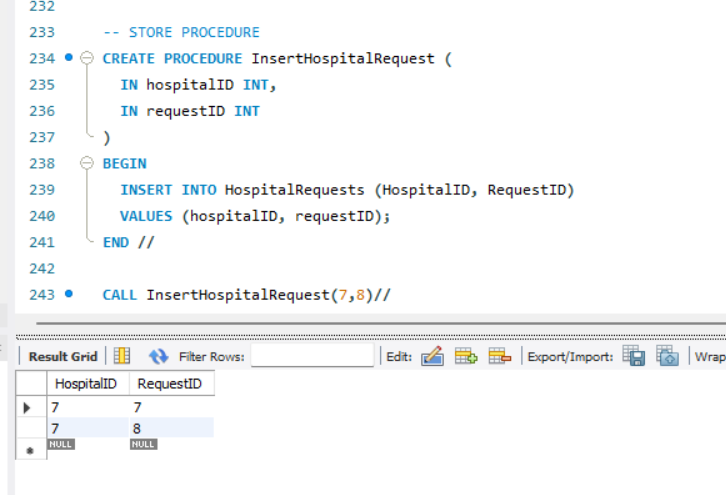 232
233 -- STORE PROCEDURE
234 CREATE PROCEDURE InsertHospitalRequest (
235 IN hospitalID INT,
236 IN requestID INT
237 )
238 BEGIN
239 INSERT INTO HospitalRequests (HospitalID, RequestID)
240 VALUES (hospitalID, requestID);
241 END //
242
243 CALL InsertHospitalRequest(7,8)//
Result Grid Filter Rows: Edit: Export/Import: Wrap
HospitalID RequestID
7 7
7 8
NULL NULL